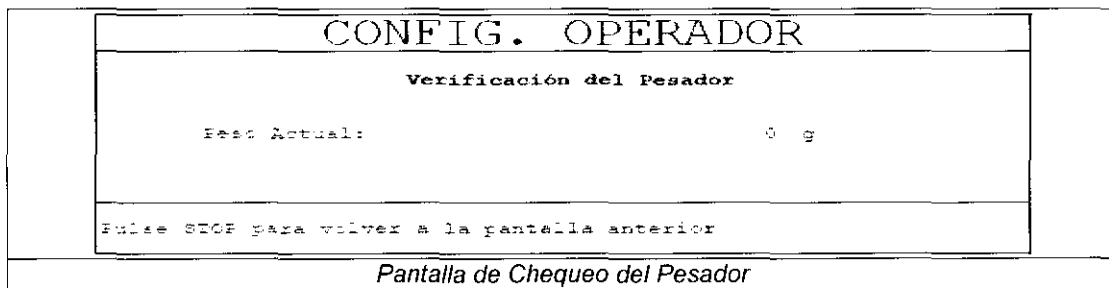 CONFIG. OPERADOR
Verificación del Pesador
Peso Actual: 0 g
Pulse STOP para volver a la pantalla anterior
Pantalla de Chequeo del Pesador